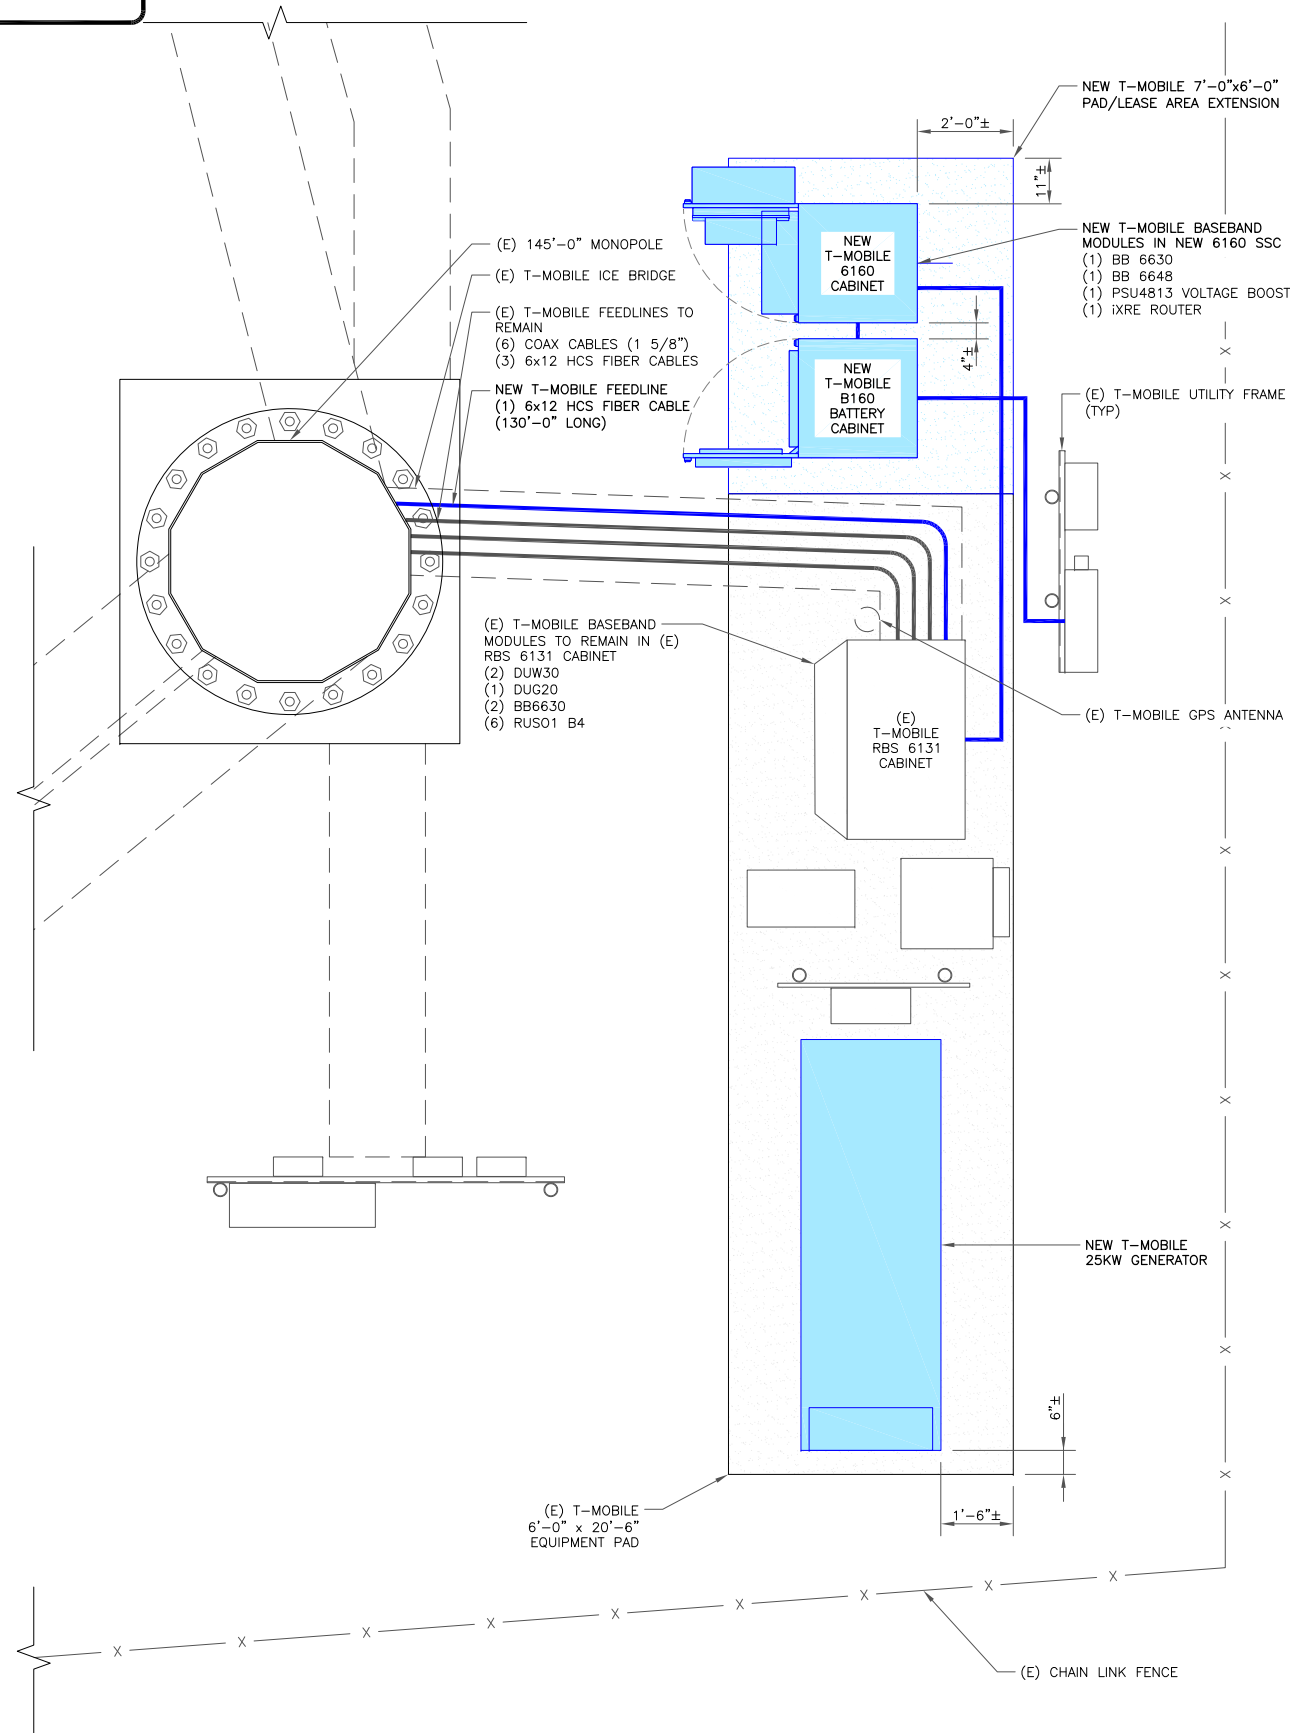 NEW T-MOBILE 7'-0"x6'-0"
PAD/LEASE AREA EXTENSION
2'-0"±
11"±
NEW T-MOBILE BASEBAND
MODULES IN NEW 6160 SSC
(1) BB 6630
(1) BB 6648
(1) PSU4813 VOLTAGE BOOST
(1) iXRE ROUTER
NEW
T-MOBILE
6160
CABINET
(E) 145'-0" MONOPOLE
(E) T-MOBILE ICE BRIDGE
(E) T-MOBILE FEEDLINES TO
REMAIN
(6) COAX CABLES (1 5/8")
(3) 6x12 HCS FIBER CABLES
NEW T-MOBILE FEEDLINE
(1) 6x12 HCS FIBER CABLE
(130'-0" LONG)
4"±
NEW
T-MOBILE
B160
BATTERY
CABINET
(E) T-MOBILE UTILITY FRAME
(TYP)
(E) T-MOBILE BASEBAND
MODULES TO REMAIN IN (E)
RBS 6131 CABINET
(2) DUW30
(1) DUG20
(2) BB6630
(6) RUS01 B4
(E)
T-MOBILE
RBS 6131
CABINET
(E) T-MOBILE GPS ANTENNA
NEW T-MOBILE
25KW GENERATOR
6"±
1'-6"±
(E) T-MOBILE
6'-0" x 20'-6"
EQUIPMENT PAD
(E) CHAIN LINK FENCE